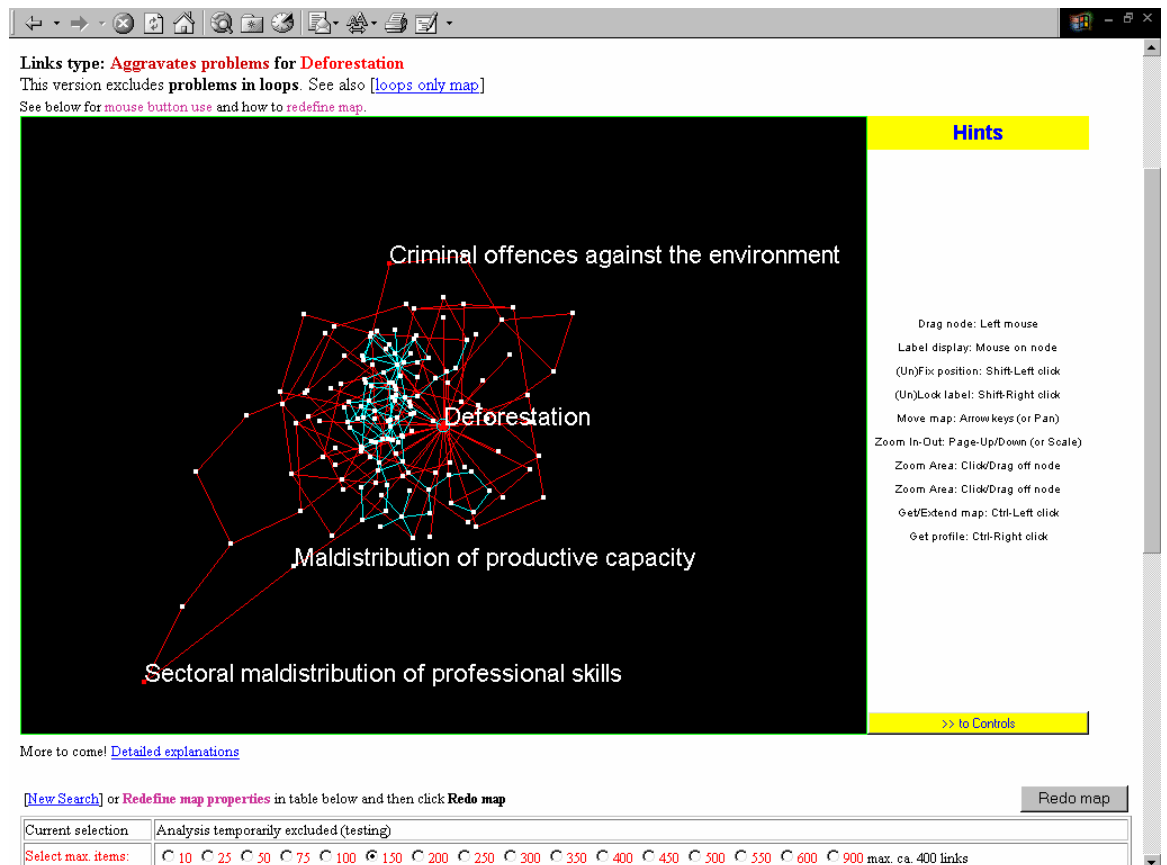 Links type: Aggravates problems for Deforestation
This version excludes problems in loops. See also [loops only map]
See below for mouse button use and how to redefine map.
Hints
Criminal offences against the environment
Drag node: Left mouse
Label display: Mouse on node
(Un)Fix position: Shift-Left click
(Un)Lock label: Shift-Right click
Deforestation
Move map: Arrow keys (or Pan)
Zoom In-Out: Page-Up/Down (or Scale)
Zoom Area: Click/Drag off node
Zoom Area: Click/Drag off node
Get/Extend map: Ctrl-Left click
Get profile: Ctrl-Right click
Maldistribution of productive capacity
Sectoral maldistribution of professional skills
>> to Controls
More to come! Detailed explanations
[New Search] or Redefine map properties in table below and then click Redo map
Redo map
Current selection Analysis temporarily excluded (testing)
Select max. items: 10 25 50 75 100 150 200 250 300 350 400 450 500 550 600 900 max. ca. 400 links